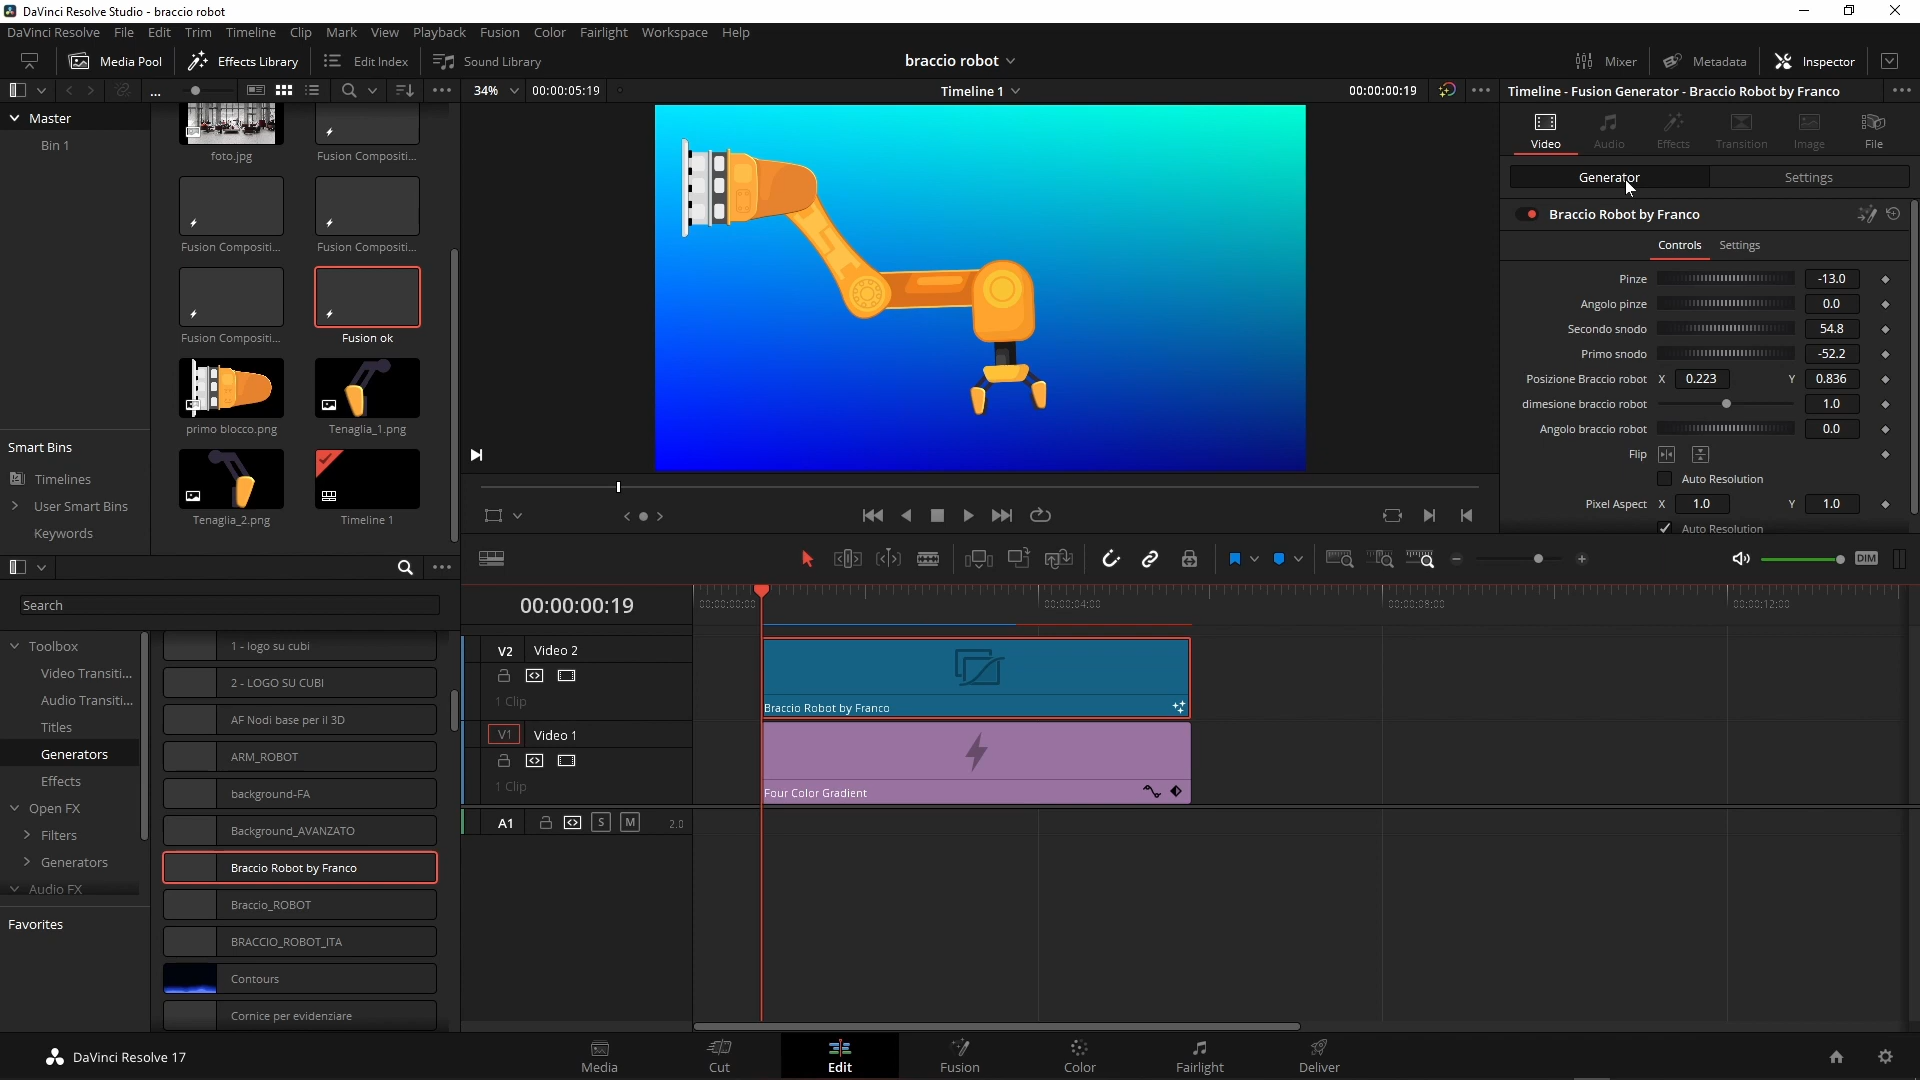 DaVinci Resolve Studio - braccio robot
DaVinci Resolve File Edit Trim Timeline Clip Mark View Playback Fusion Color Fairlight Workspace Help
Media Pool Effects Library Edit Index Sound Library braccio robot Mixer Metadata Inspector
... 34% 00:00:05:19 Timeline 1 00:00:00:19 Timeline - Fusion Generator - Braccio Robot by Franco
Master
Bin 1
foto.jpg Fusion Compositi...
Fusion Compositi... Fusion Compositi...
Fusion Compositi... Fusion ok
primo blocco.png Tenaglia_1.png
Tenaglia_2.png Timeline 1
Smart Bins
Timelines
User Smart Bins
Keywords
Video Audio Effects Transition Image File
Generator Settings
Braccio Robot by Franco
Controls Settings
Pinze -13.0
Angolo pinze 0.0
Secondo snodo 54.8
Primo snodo -52.2
Posizione Braccio robot X 0.223 Y 0.836
dimesione braccio robot 1.0
Angolo braccio robot 0.0
Flip
Auto Resolution
Pixel Aspect X 1.0 Y 1.0
Auto Resolution
DIM
Search
Toolbox
Video Transiti...
Audio Transiti...
Titles
Generators
Effects
Open FX
Filters
Generators
Audio FX
Favorites
1 - logo su cubi
2 - LOGO SU CUBI
AF Nodi base per il 3D
ARM_ROBOT
background-FA
Background_AVANZATO
Braccio Robot by Franco
Braccio_ROBOT
BRACCIO_ROBOT_ITA
Contours
Cornice per evidenziare
00:00:00:19 00:00:00:00 00:00:04:00 00:00:08:00 00:00:12:00
V2 Video 2
1 Clip
Braccio Robot by Franco
V1 Video 1
1 Clip
Four Color Gradient
A1 S M 2.0
DaVinci Resolve 17 Media Cut Edit Fusion Color Fairlight Deliver